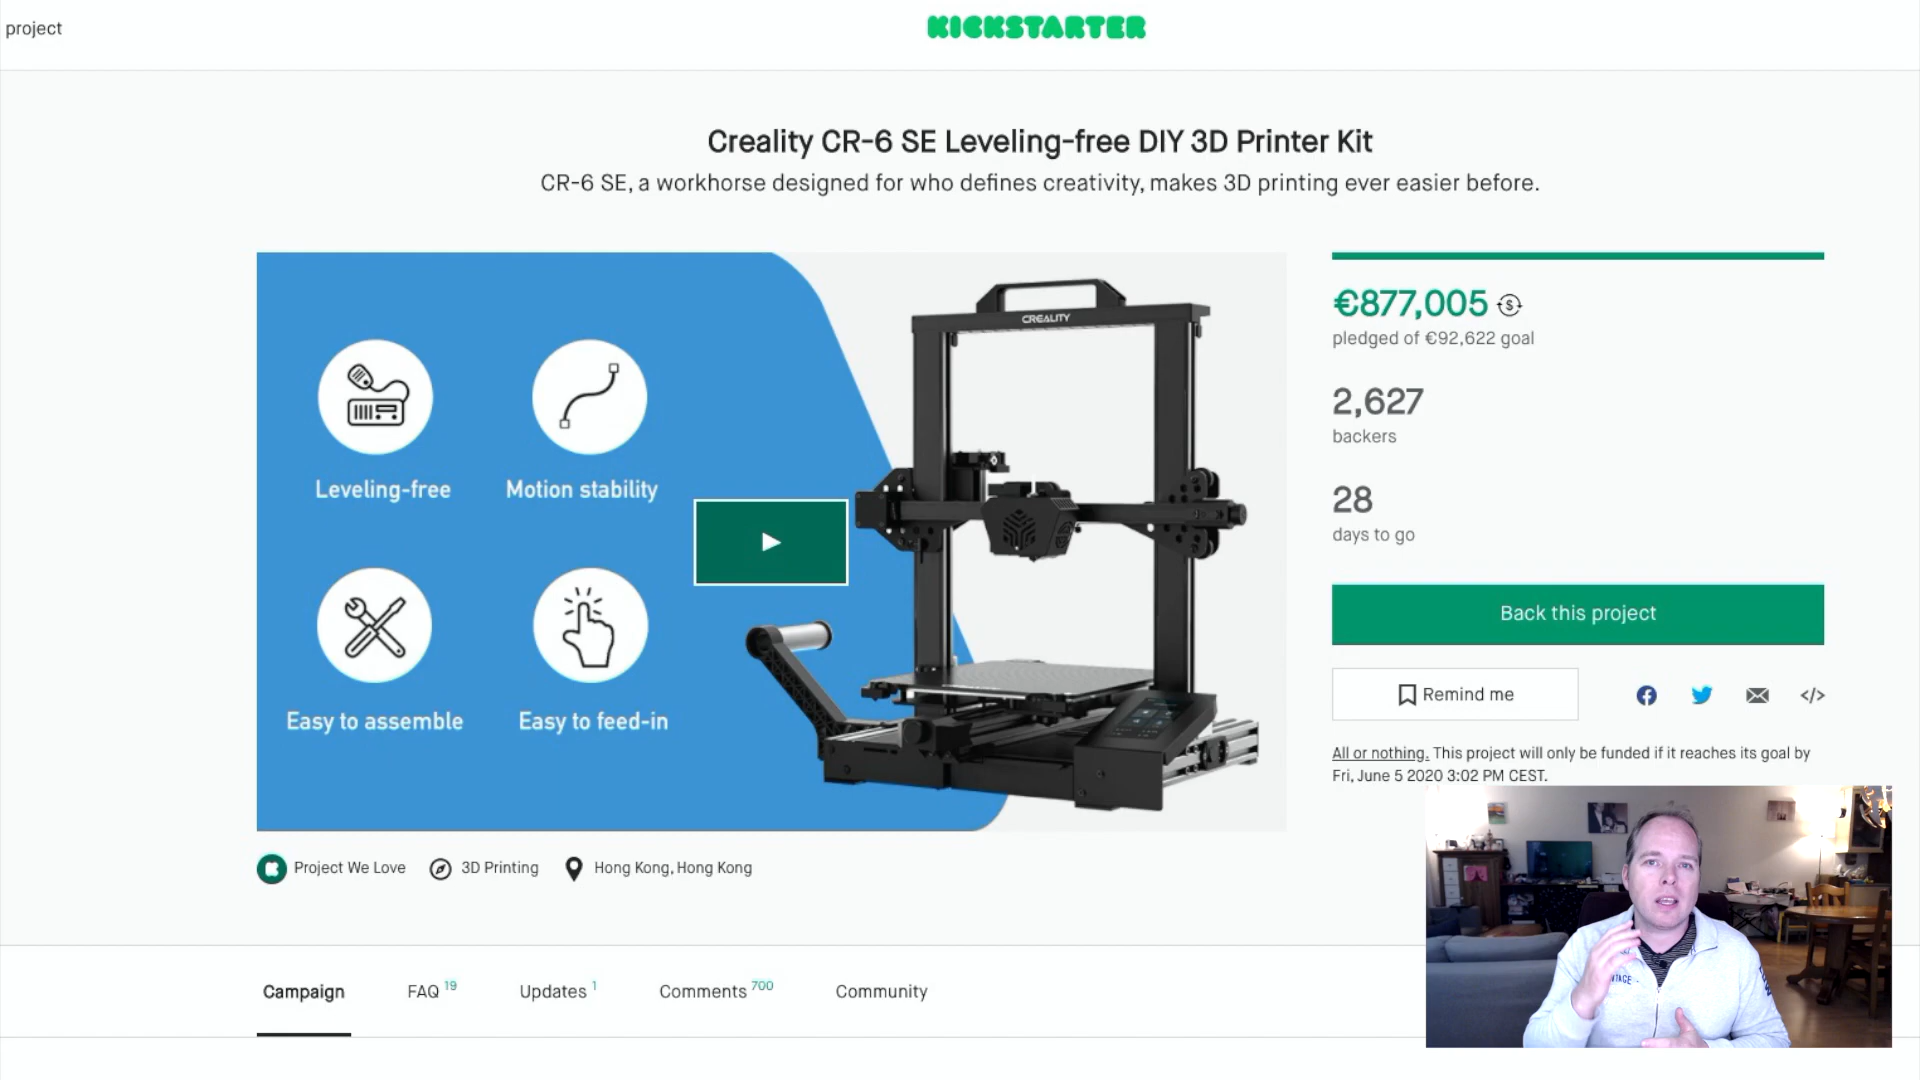 project
KICKSTARTER
Creality CR-6 SE Leveling-free DIY 3D Printer Kit
CR-6 SE, a workhorse designed for who defines creativity, makes 3D printing ever easier before.
CREALITY
Leveling-free
Motion stability
Easy to assemble
Easy to feed-in
€877,005
pledged of €92,622 goal
2,627
backers
28
days to go
Back this project
Remind me
All or nothing. This project will only be funded if it reaches its goal by
Fri, June 5 2020 3:02 PM CEST.
Project We Love
3D Printing
Hong Kong, Hong Kong
Campaign
FAQ 19
Updates 1
Comments 700
Community